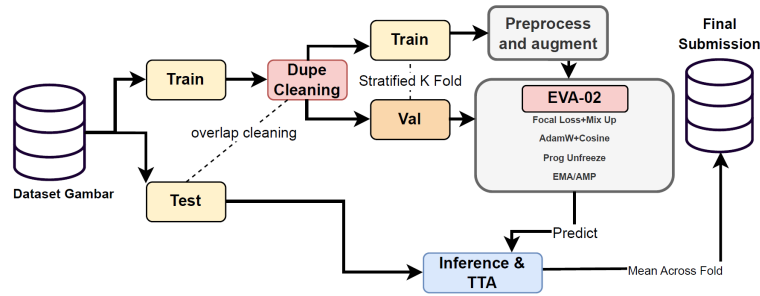 Final
Submission
Preprocess
and augment
Train
Train
Dupe
Cleaning
Stratified K Fold
EVA-02
Focal Loss+Mix Up
AdamW+Cosine
Prog Unfreeze
EMA/AMP
Val
overlap cleaning
Dataset Gambar
Test
Predict
Inference &
TTA
Mean Across Fold